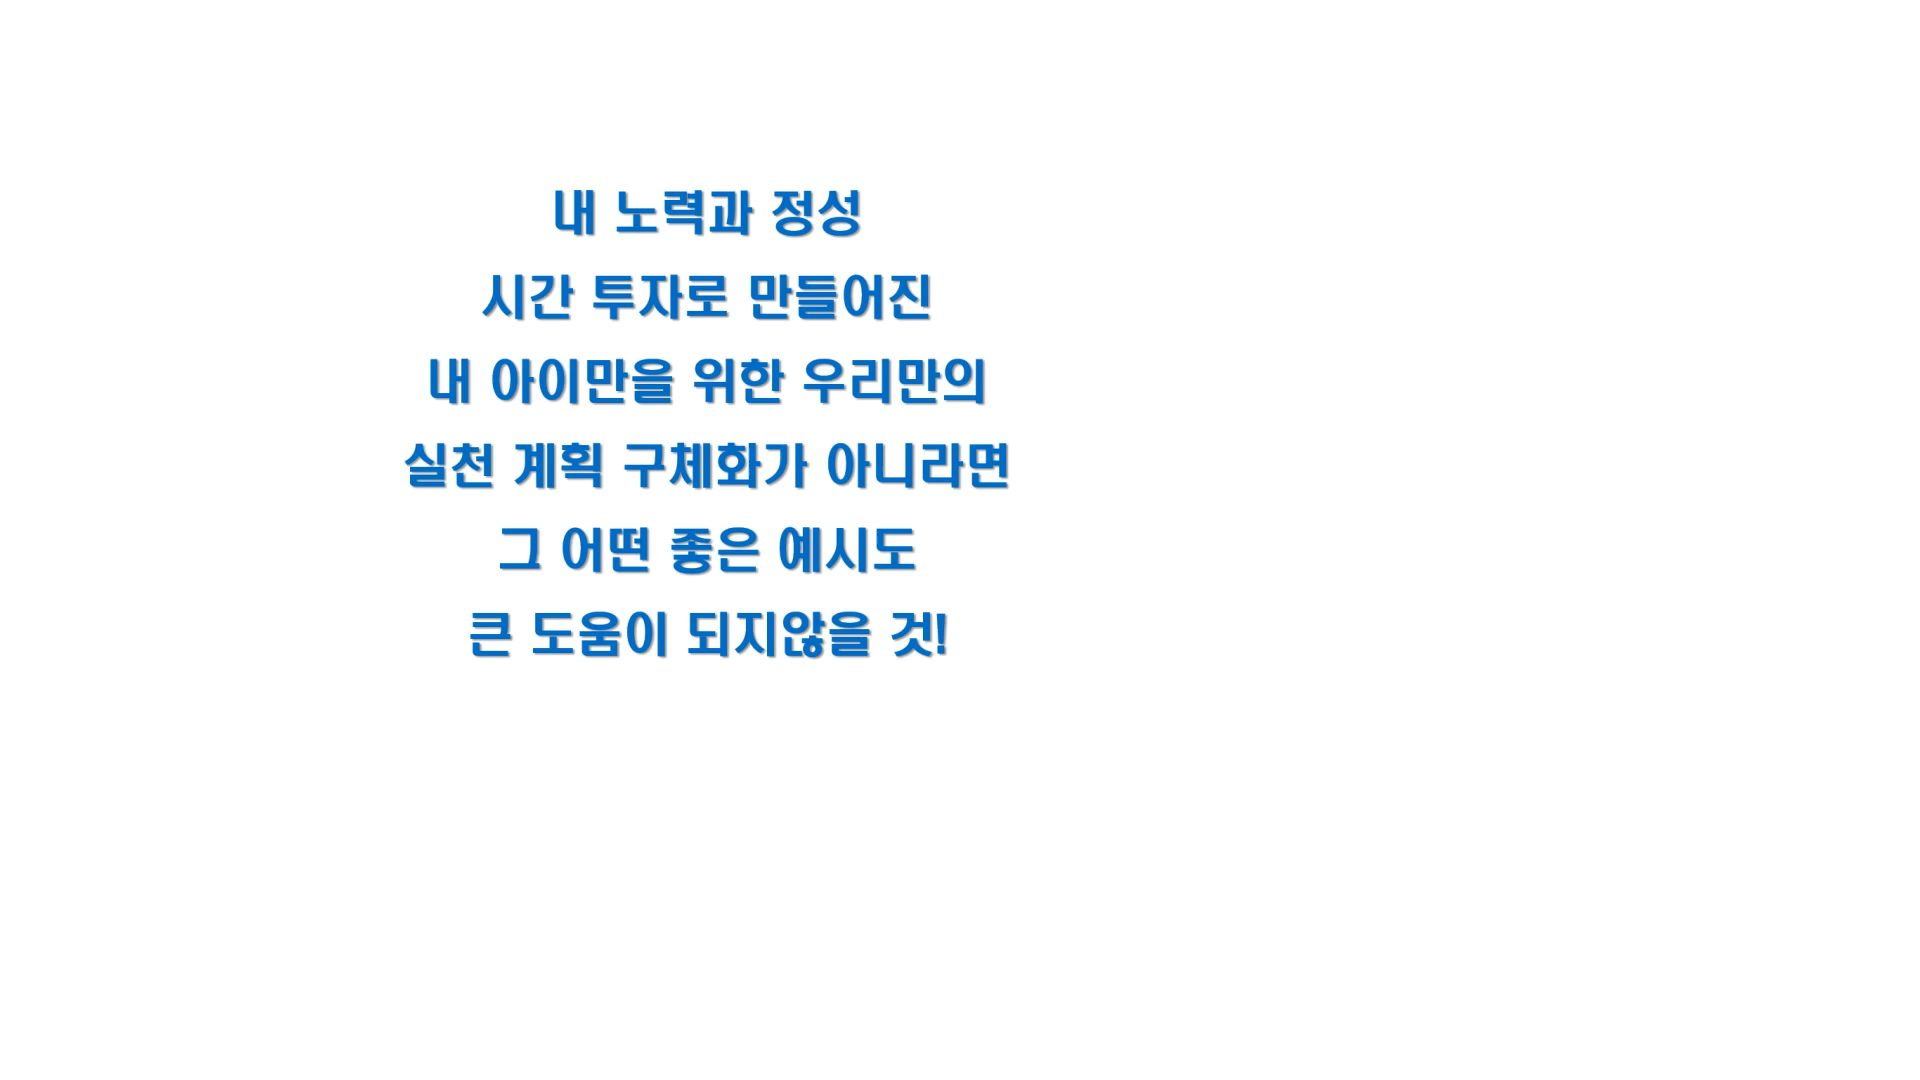 내 노력과 정성
시간 투자로 만들어진
내 아이만을 위한 우리만의
실천 계획 구체화가 아니라면
그 어떤 좋은 예시도
큰 도움이 되지않을 것!